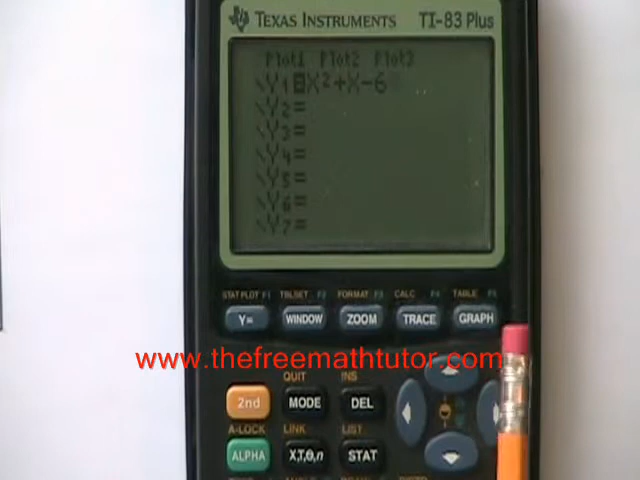 TEXAS INSTRUMENTS TI-83 Plus
Plot1 Plot2 Plot3
\Y1=X²+X-6
\Y2=
\Y3=
\Y4=
\Y5=
\Y6=
\Y7=
STAT PLOT F1 TBLSET F2 FORMAT F3 CALC F4 TABLE F5
Y= WINDOW ZOOM TRACE GRAPH
www.thefreemathtutor.com
QUIT INS
2nd MODE DEL
A-LOCK LINK LIST
ALPHA X,T,Θ,n STAT